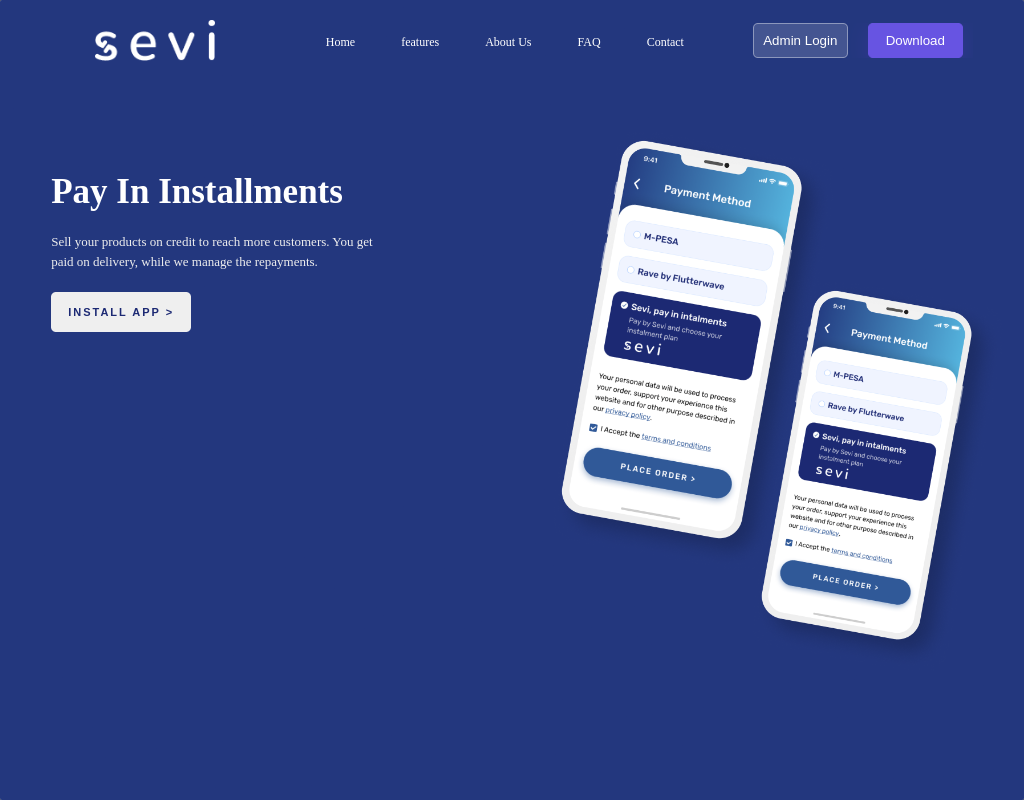 sevi
Home features About Us FAQ Contact
Admin Login
Download
Pay In Installments
Sell your products on credit to reach more customers. You get
paid on delivery, while we manage the repayments.
INSTALL APP >
9:41
Payment Method
M-PESA
Rave by Flutterwave
Sevi, pay in intalments
Pay by Sevi and choose your
instalment plan
sevi
Your personal data will be used to process
your order, support your experience this
website and for other purpose described in
our privacy policy.
I Accept the terms and conditions
PLACE ORDER >
9:41
Payment Method
M-PESA
Rave by Flutterwave
Sevi, pay in intalments
Pay by Sevi and choose your
instalment plan
sevi
Your personal data will be used to process
your order, support your experience this
website and for other purpose described in
our privacy policy.
I Accept the terms and conditions
PLACE ORDER >